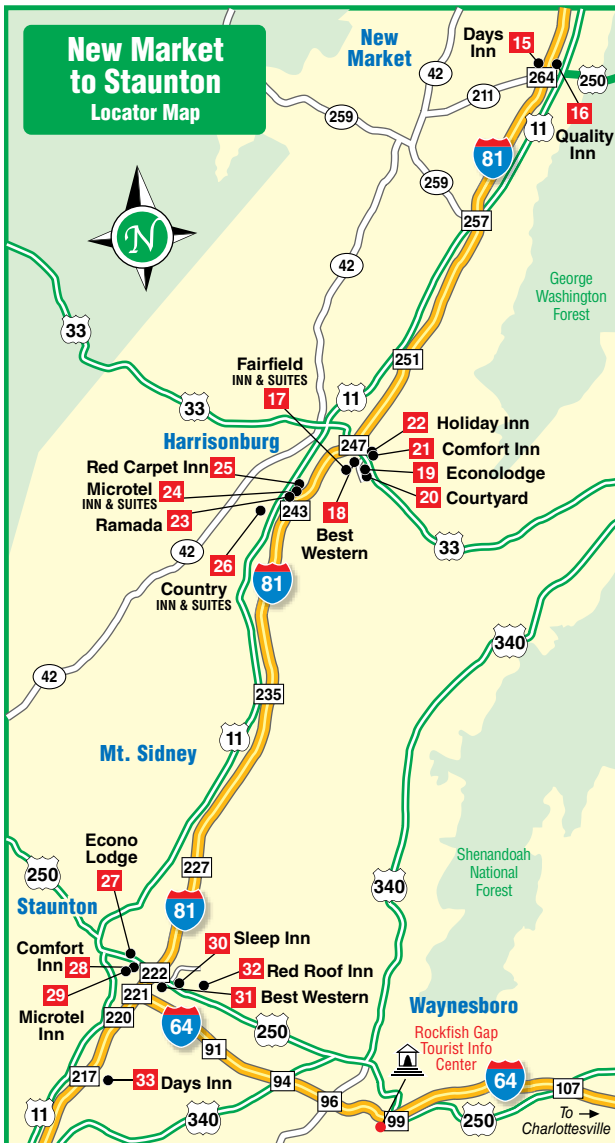 New Market
to Staunton
Locator Map
New
Market
Days
Inn
15
42
264
250
211
16
259
11
Quality
Inn
81
259
N
257
42
George
Washington
Forest
33
251
Fairfield
INN & SUITES
17
11
33
22 Holiday Inn
247
Harrisonburg
21 Comfort Inn
Red Carpet Inn 25
19 Econolodge
Microtel 24
INN & SUITES
20 Courtyard
Ramada 23
243
18
Best
Western
33
42
26
Country
INN & SUITES
81
340
42
235
11
Mt. Sidney
Econo
Lodge
27
250
227
Shenandoah
National
Forest
340
Staunton
81
30 Sleep Inn
Comfort
Inn 28
222
32 Red Roof Inn
29
221
31 Best Western
Microtel
Inn
220
64
250
Waynesboro
Rockfish Gap
Tourist Info
Center
91
217
33 Days Inn
94
64
107
96
11
340
99
250
To
Charlottesville